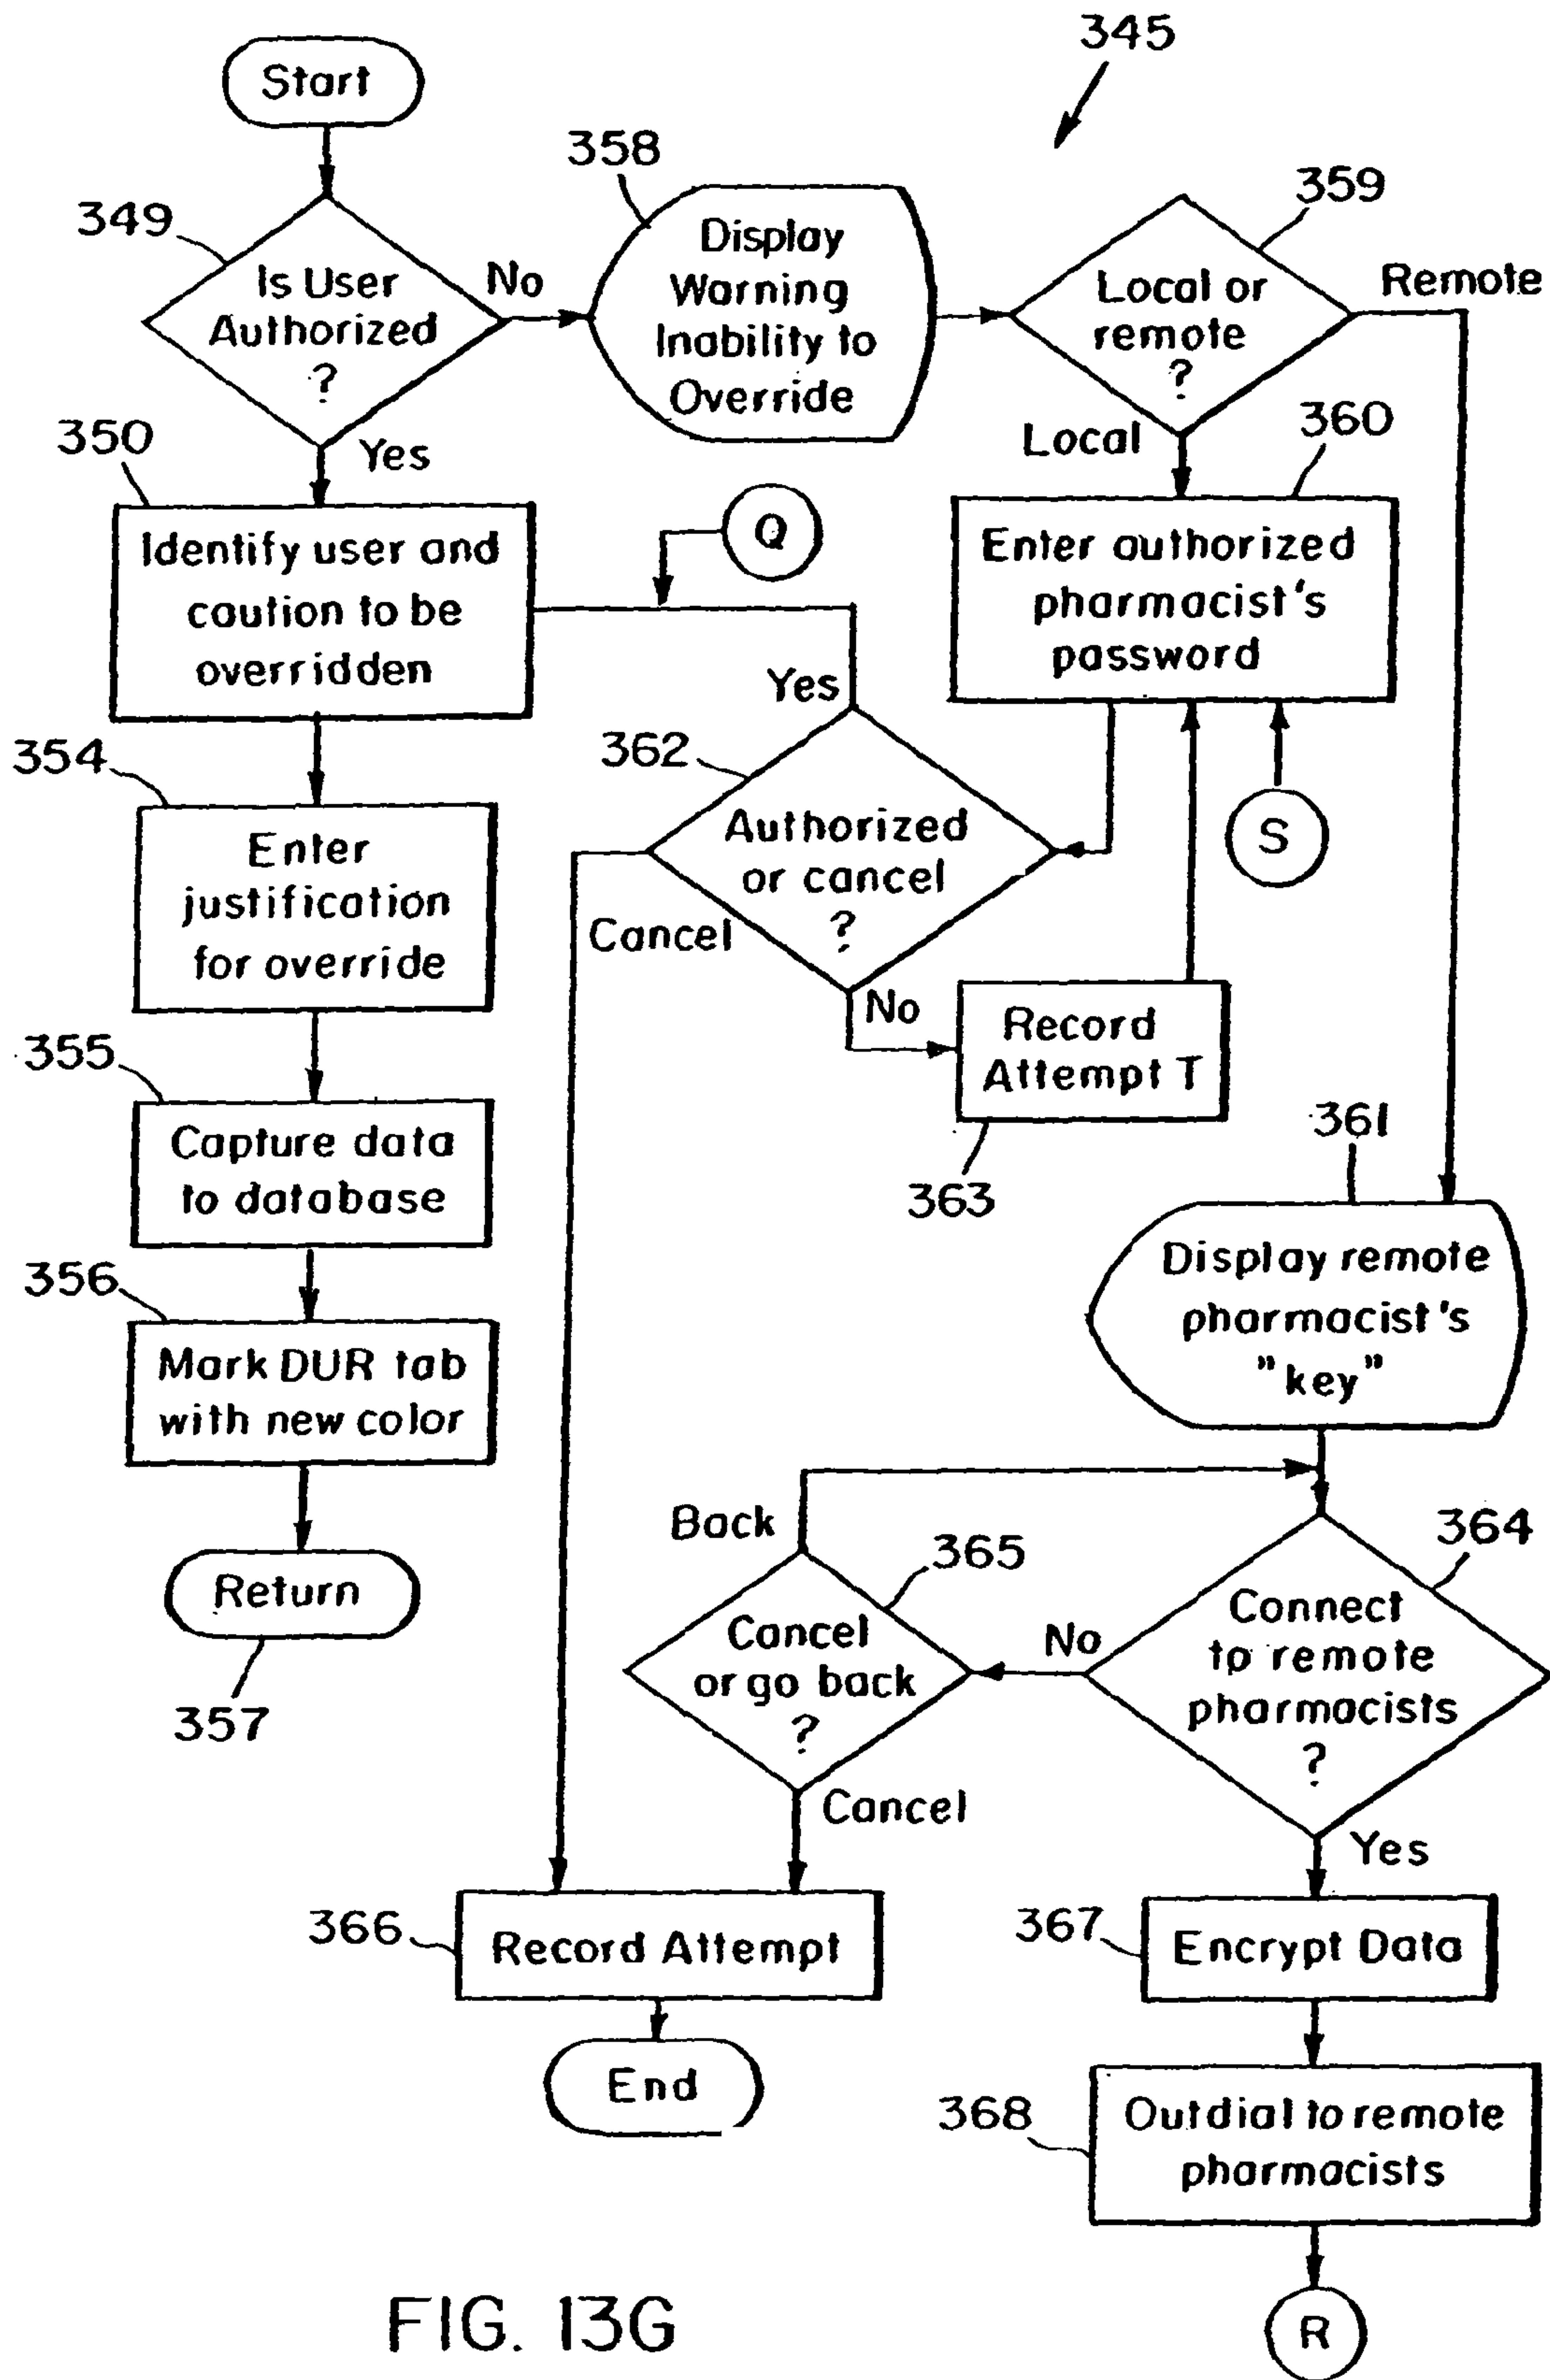 345
Start
358
359
349
Is User
Authorized
?
No
Display
Warning
Inability to
Override
Local or
remote
?
Remote
350
Yes
Local
360
Identify user and
caution to be
overridden
Q
Enter authorized
pharmacist's
password
Yes
354
362
Enter
justification
for override
Authorized
or cancel
?
S
Cancel
No
Record
Attempt T
355
363
361
Capture data
to database
Display remote
pharmacist's
"key"
356
Mark DUR tab
with new color
Back
365
364
Return
357
Cancel
or go back
?
No
Connect
to remote
pharmacists
?
Cancel
Yes
366
Record Attempt
367
Encrypt Data
End
368
Outdial to remote
pharmacists
R
FIG. 13G